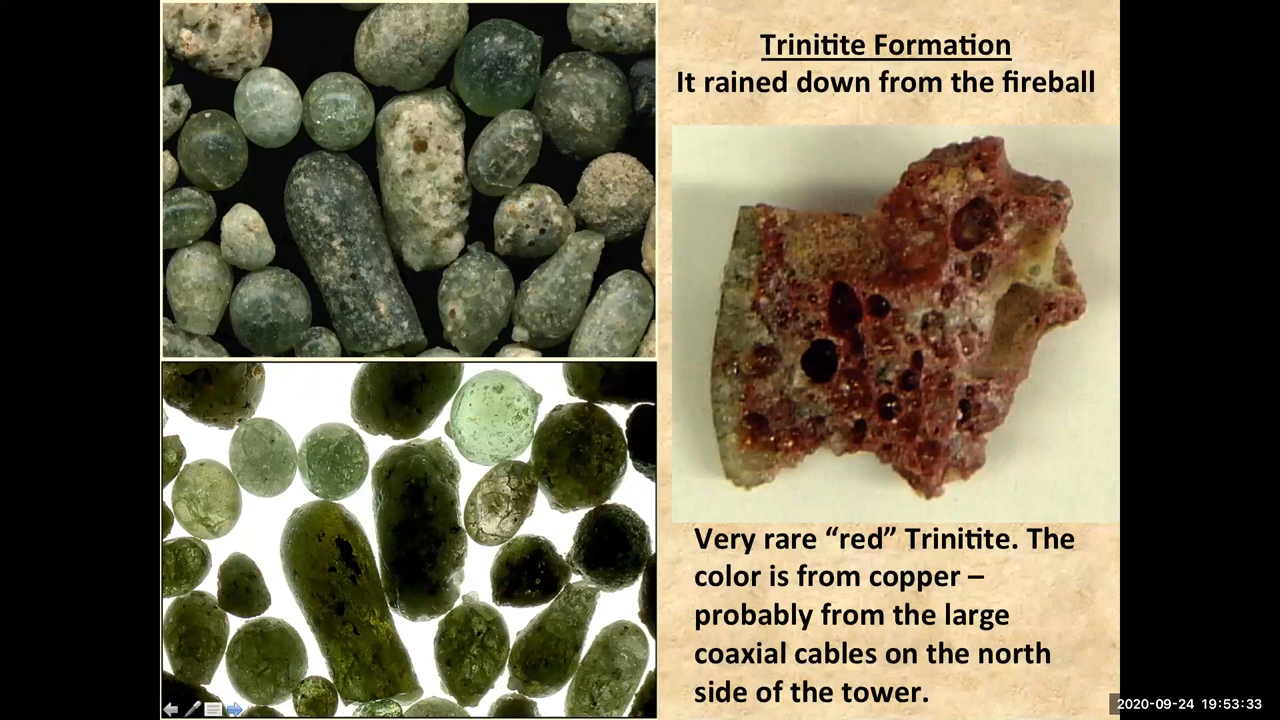 Trinitite Formation
It rained down from the fireball
Very rare “red” Trinitite. The
color is from copper –
probably from the large
coaxial cables on the north
side of the tower.
2020-09-24 19:53:33